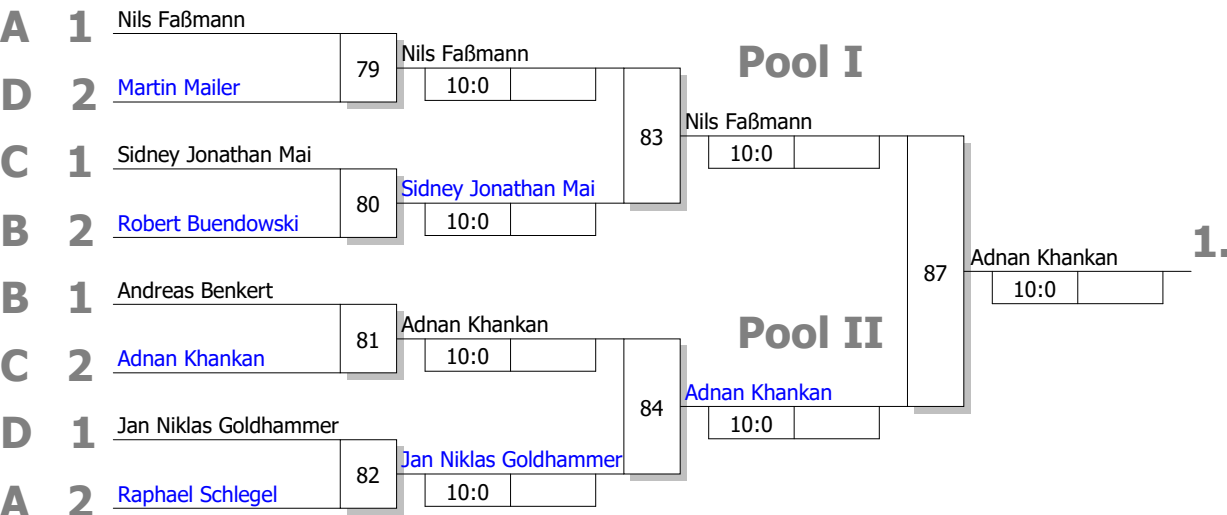 A 1 Nils Faßmann
79
Nils Faßmann
10:0
D 2 Martin Mailer
Pool I
83
Nils Faßmann
10:0
C 1 Sidney Jonathan Mai
80
Sidney Jonathan Mai
10:0
B 2 Robert Buendowski
87
Adnan Khankan
10:0
1.
B 1 Andreas Benkert
81
Adnan Khankan
10:0
C 2 Adnan Khankan
Pool II
84
Adnan Khankan
10:0
D 1 Jan Niklas Goldhammer
82
Jan Niklas Goldhammer
10:0
A 2 Raphael Schlegel